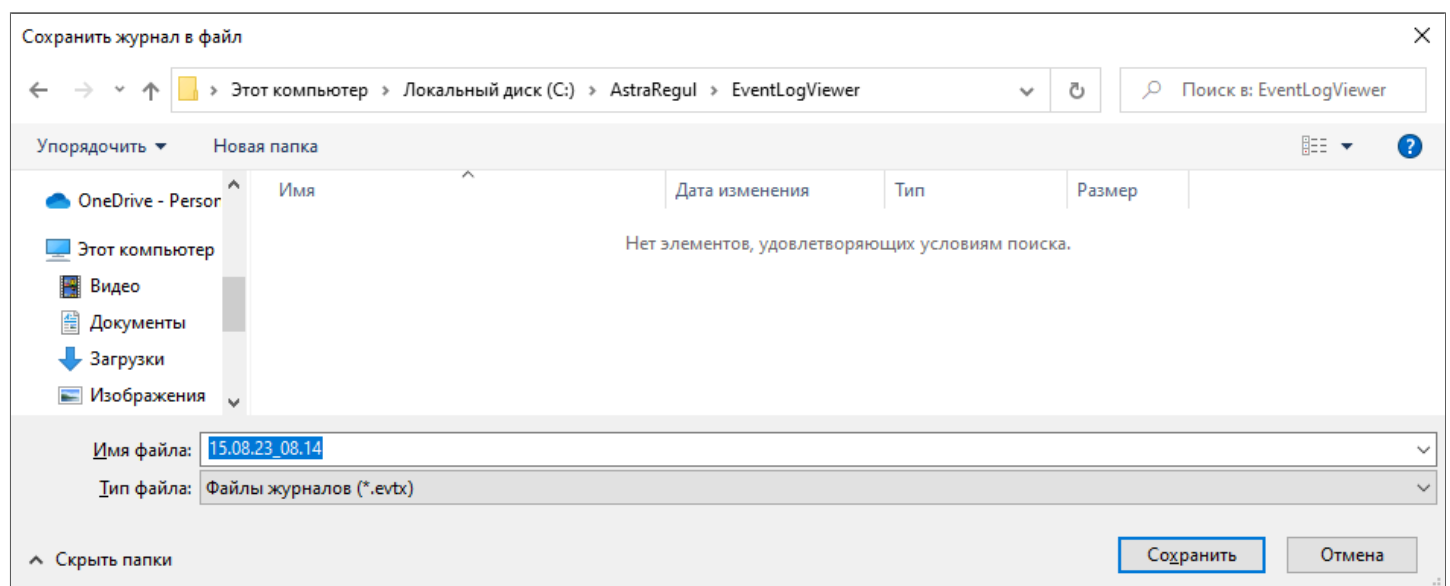 Сохранить журнал в файл
Этот компьютер › Локальный диск (C:) › AstraRegul › EventLogViewer
Поиск в: EventLogViewer
Упорядочить Новая папка
Имя Дата изменения Тип Размер
OneDrive - Person
Нет элементов, удовлетворяющих условиям поиска.
Этот компьютер
Видео
Документы
Загрузки
Изображения
Имя файла: 15.08.23_08.14
Тип файла: Файлы журналов (*.evtx)
Скрыть папки
Сохранить Отмена